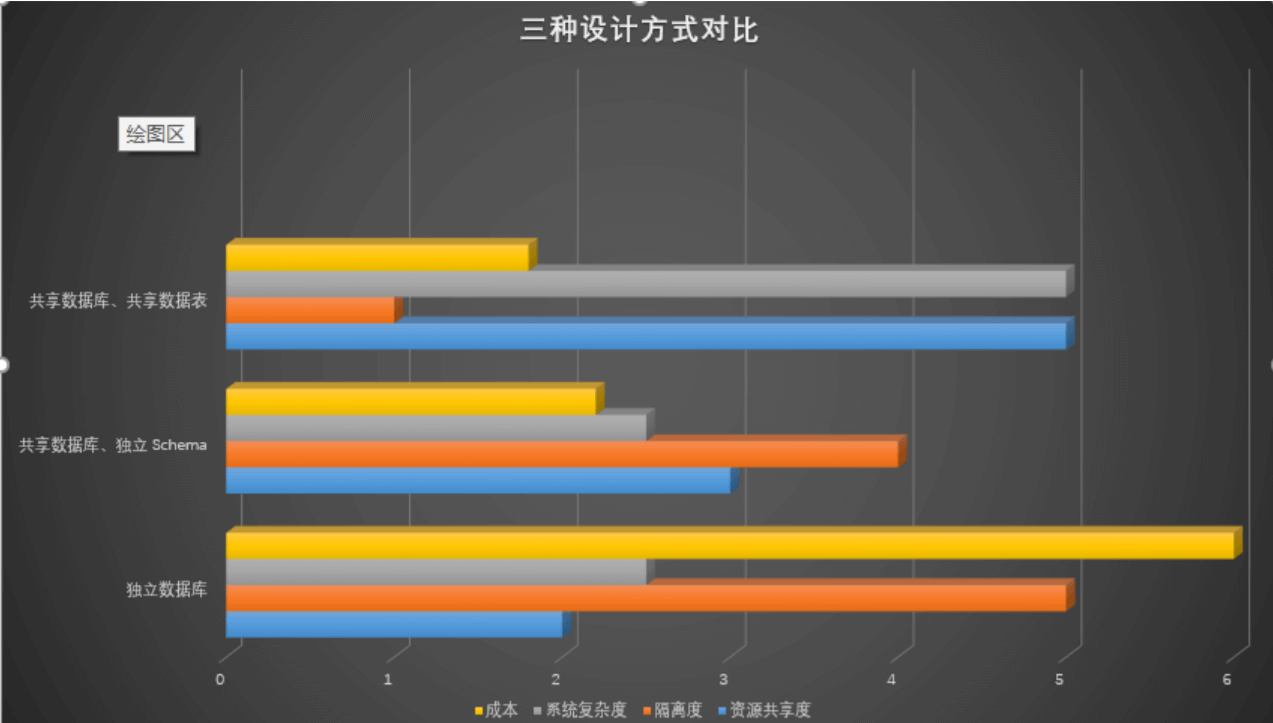 三种设计方式对比
绘图区
共享数据库、共享数据表
共享数据库、独立 Schema
独立数据库
0 1 2 3 4 5 6
成本 系统复杂度 隔离度 资源共享度